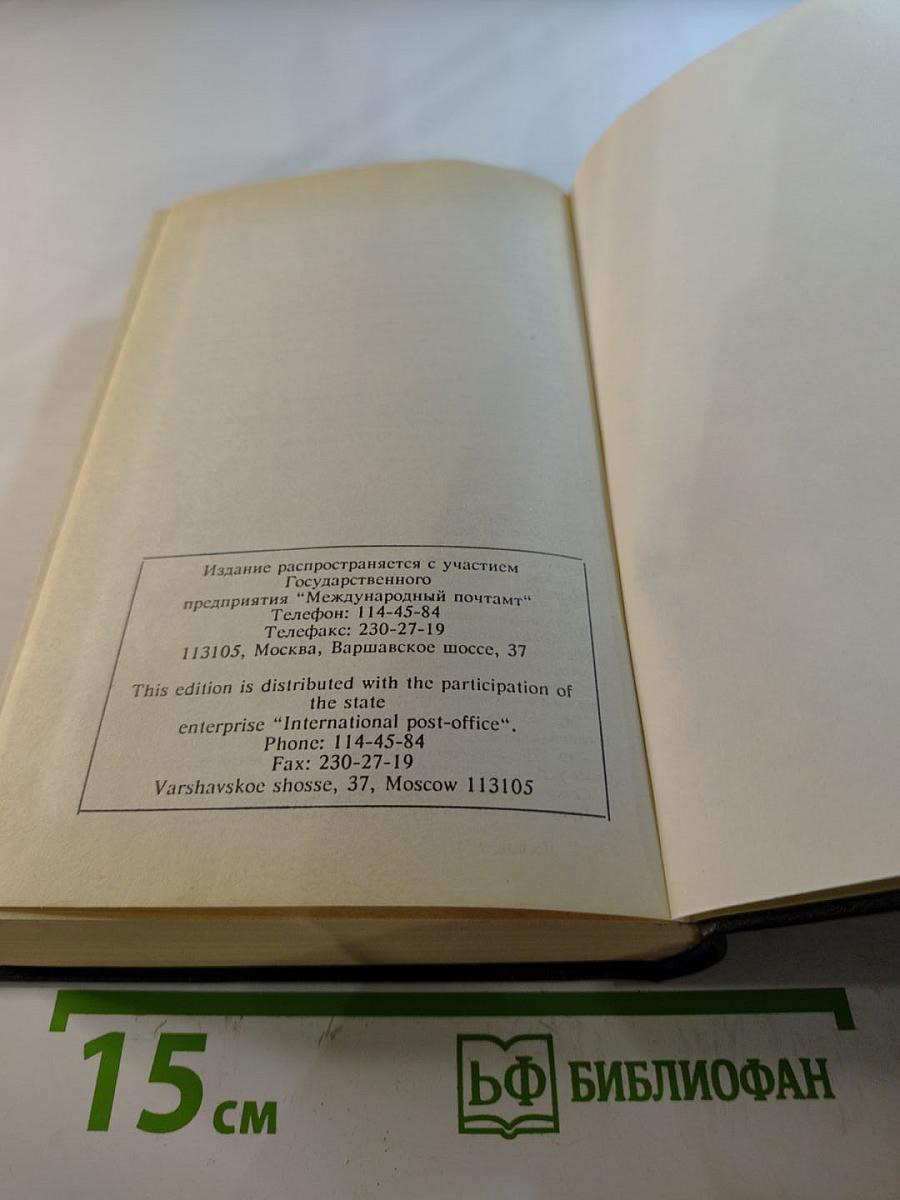 Издание распространяется с участием
Государственного
предприятия “Международный почтамт“
Телефон: 114-45-84
Телефакс: 230-27-19
113105, Москва, Варшавское шоссе, 37
This edition is distributed with the participation of
the state
enterprise “International post-office“.
Phone: 114-45-84
Fax: 230-27-19
Varshavskoe shosse, 37, Moscow 113105
15 см
БФ БИБЛИОФАН